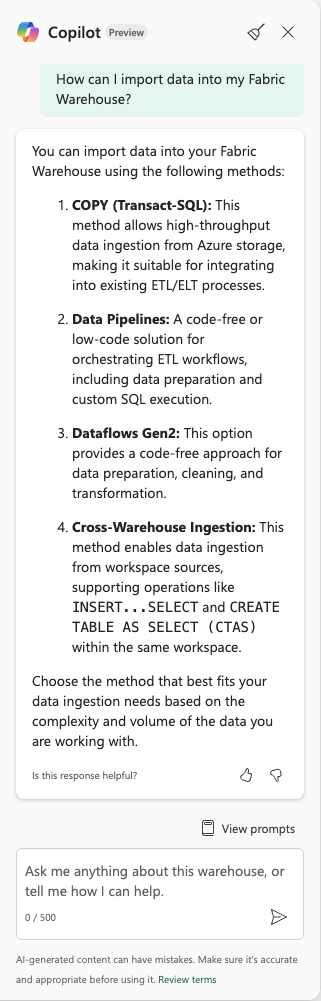 Copilot Preview
How can I import data into my Fabric
Warehouse?
You can import data into your Fabric
Warehouse using the following methods:
1. COPY (Transact-SQL): This
method allows high-throughput
data ingestion from Azure storage,
making it suitable for integrating
into existing ETL/ELT processes.
2. Data Pipelines: A code-free or
low-code solution for
orchestrating ETL workflows,
including data preparation and
custom SQL execution.
3. Dataflows Gen2: This option
provides a code-free approach for
data preparation, cleaning, and
transformation.
4. Cross-Warehouse Ingestion: This
method enables data ingestion
from workspace sources,
supporting operations like
INSERT...SELECT and CREATE
TABLE AS SELECT (CTAS)
within the same workspace.
Choose the method that best fits your
data ingestion needs based on the
complexity and volume of the data you
are working with.
Is this response helpful?
View prompts
Ask me anything about this warehouse, or
tell me how I can help.
0 / 500
AI-generated content can have mistakes. Make sure it's accurate
and appropriate before using it. Review terms